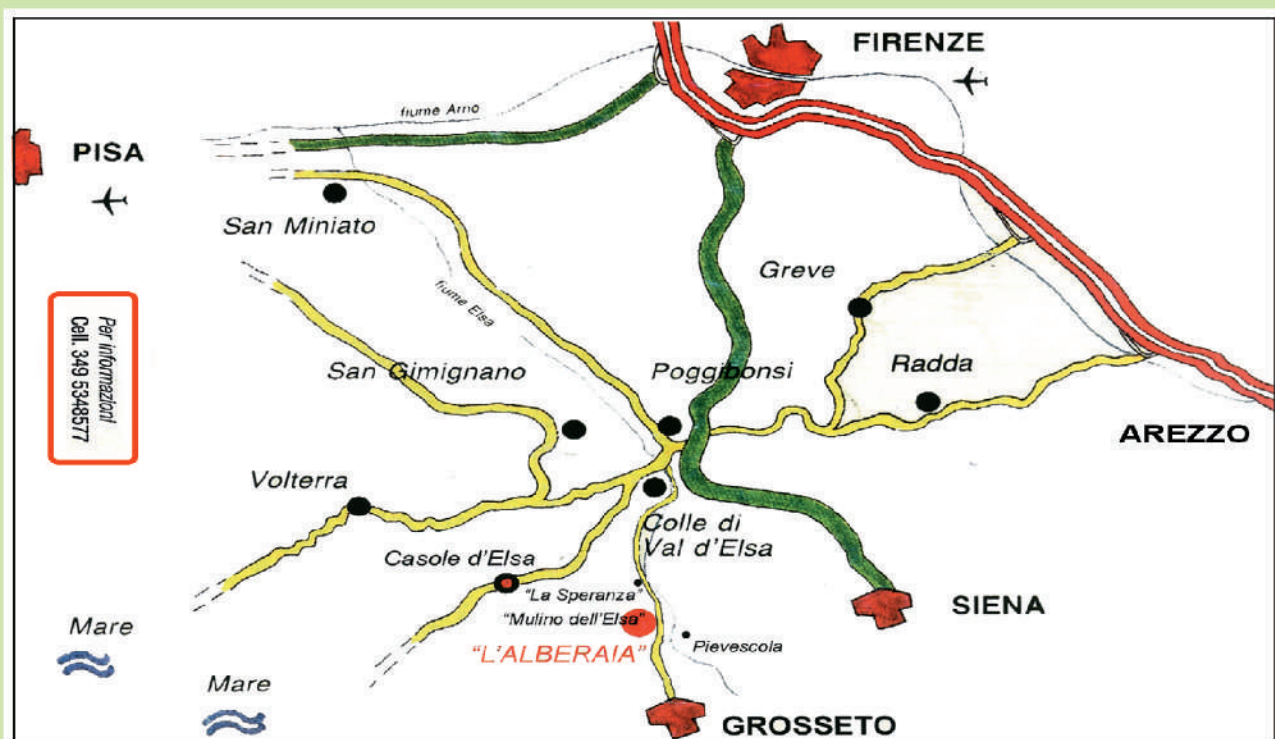 FIRENZE
fiume Arno
PISA
San Miniato
Greve
fiume Elsa
Per informazioni
Cell. 349 5348577
San Gimignano
Poggibonsi
Radda
AREZZO
Volterra
Colle di
Val d'Elsa
Casole d'Elsa
"La Speranza"
"Mulino dell'Elsa"
SIENA
Mare
"L'ALBERAIA"
Pievescola
Mare
GROSSETO